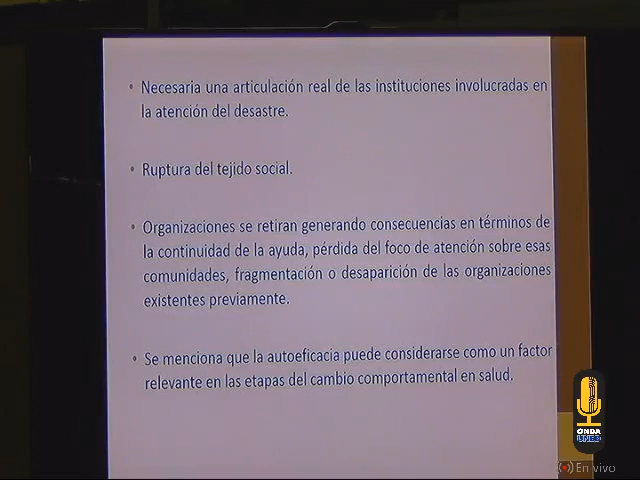 • Necesaria una articulación real de las instituciones involucradas en
la atención del desastre.
• Ruptura del tejido social.
• Organizaciones se retiran generando consecuencias en términos de
la continuidad de la ayuda, pérdida del foco de atención sobre esas
comunidades, fragmentación o desaparición de las organizaciones
existentes previamente.
• Se menciona que la autoeficacia puede considerarse como un factor
relevante en las etapas del cambio comportamental en salud.
ONDA
UNED
En vivo